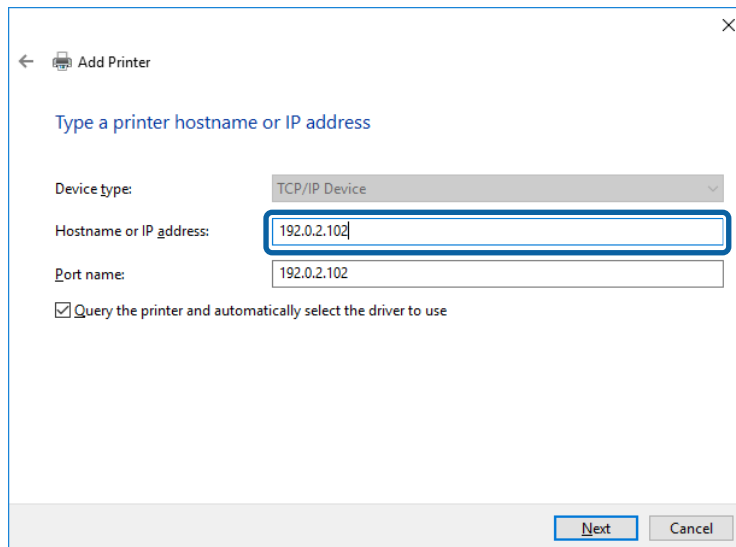 Add Printer
Type a printer hostname or IP address
Device type: TCP/IP Device
Hostname or IP address: 192.0.2.102
Port name: 192.0.2.102
Query the printer and automatically select the driver to use
Next Cancel